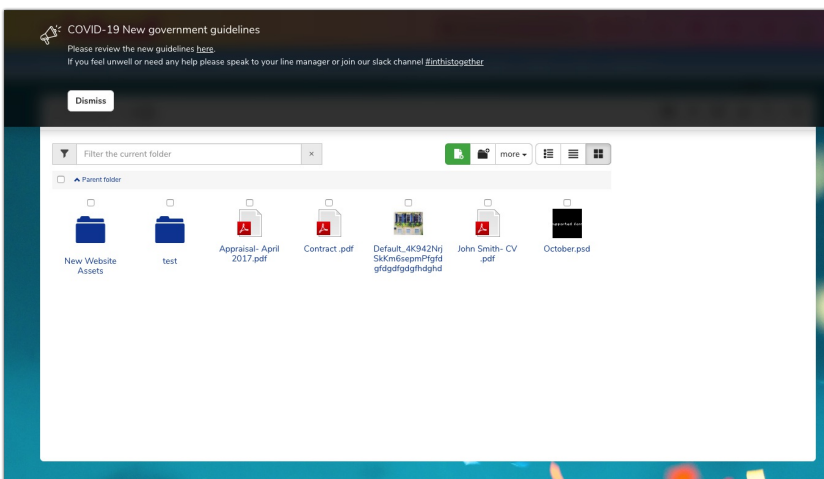 COVID-19 New government guidelines
Please review the new guidelines here.
If you feel unwell or need any help please speak to your line manager or join our slack channel #inthistogether
Dismiss
Filter the current folder
×
more
Parent folder
New Website
Assets
test
Appraisal- April
2017.pdf
Contract .pdf
Default_4K942Nrj
SkKm6sepmPfgfd
gfdgdfgdgfhdghd
John Smith- CV
.pdf
October.psd